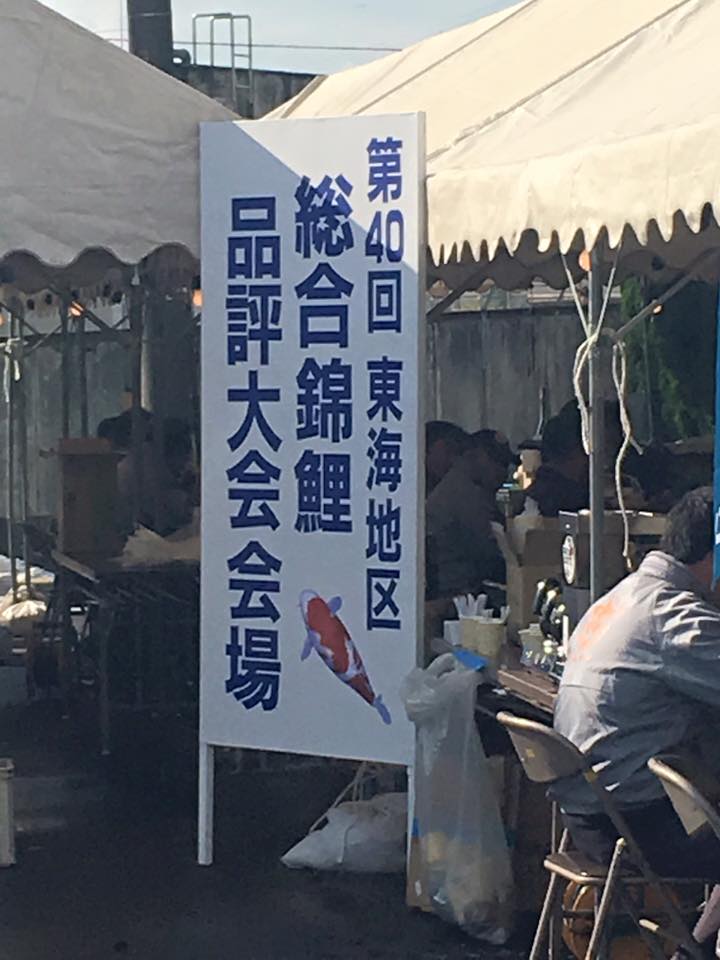 第40回 東海地区
総合錦鯉
品評大会会場